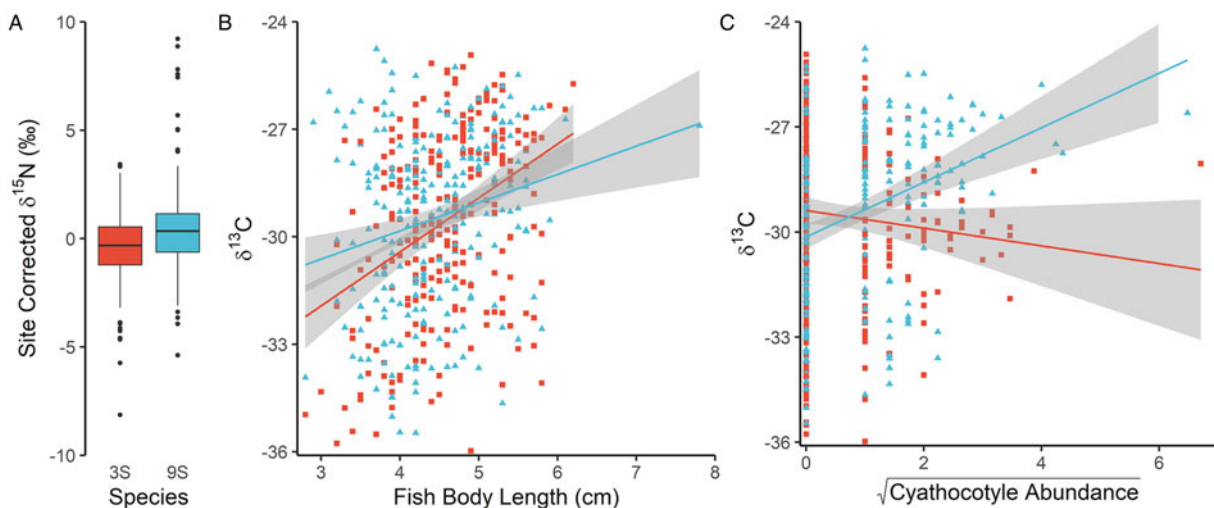 A
Site Corrected δ¹⁵N (‰)
10
5
0
-5
-10
3S
9S
Species
B
δ¹³C
-24
-27
-30
-33
-36
3
4
5
6
7
8
Fish Body Length (cm)
C
δ¹³C
-24
-27
-30
-33
-36
0
2
4
6
√Cyathocotyle Abundance